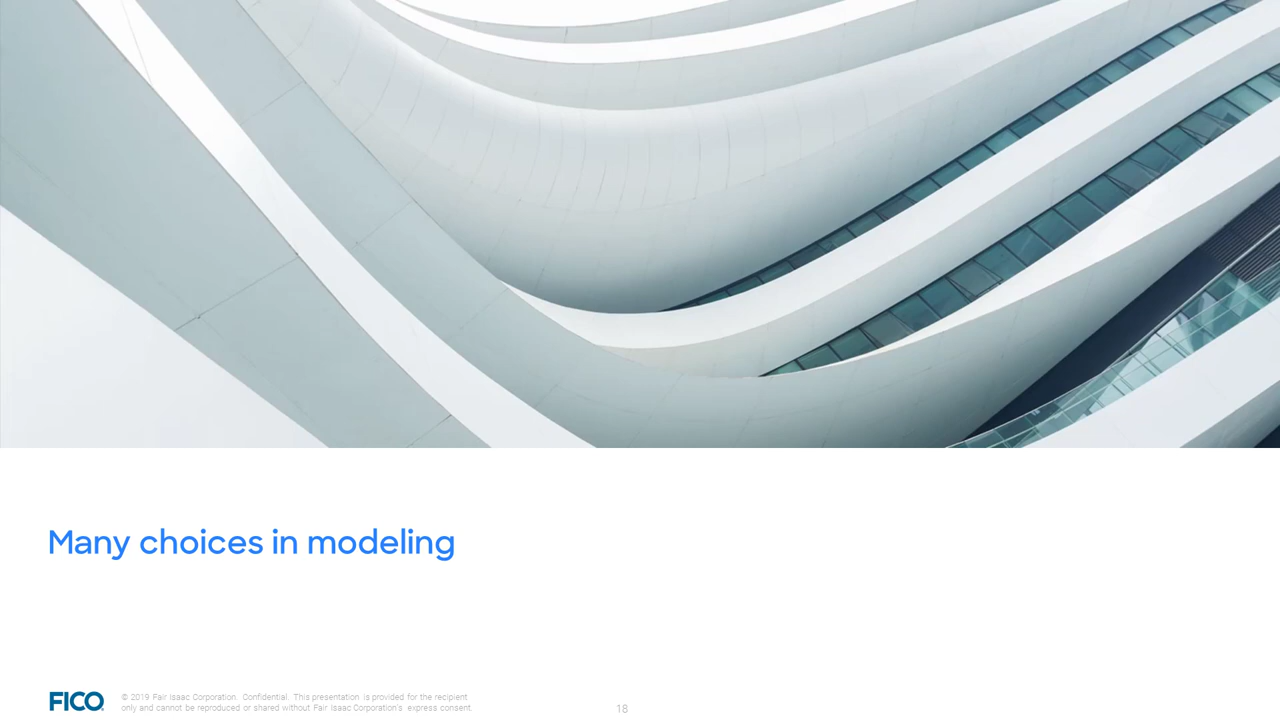 Many choices in modeling
FICO
© 2019 Fair Isaac Corporation. Confidential. This presentation is provided for the recipient
only and cannot be reproduced or shared without Fair Isaac Corporation's express consent.
18